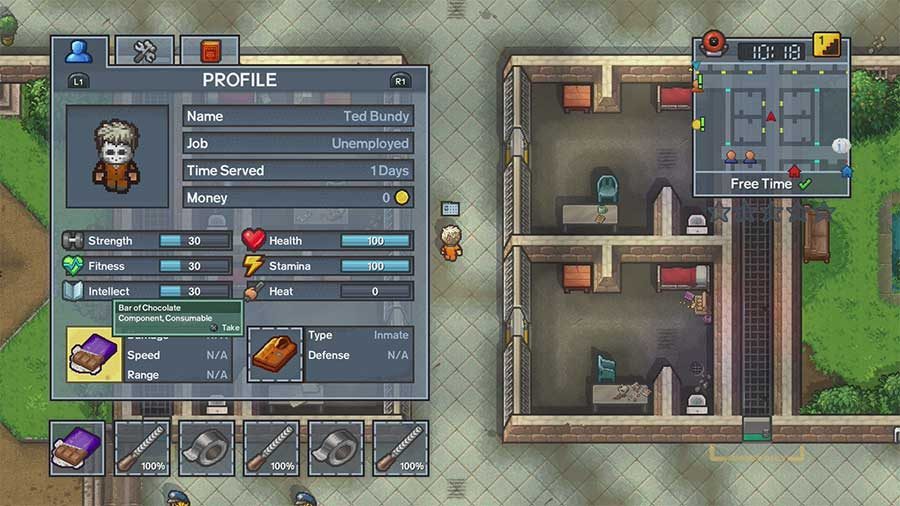 L1
PROFILE
R1
Name Ted Bundy
Job Unemployed
Time Served 1 Days
Money 0
Strength 30
Health 100
Fitness 30
Stamina 100
Intellect 30
Heat 0
Bar of Chocolate
Component, Consumable
Take
Damage N/A
Speed N/A
Range N/A
Type Inmate
Defense N/A
100%
100%
100%
10:18
1
Free Time